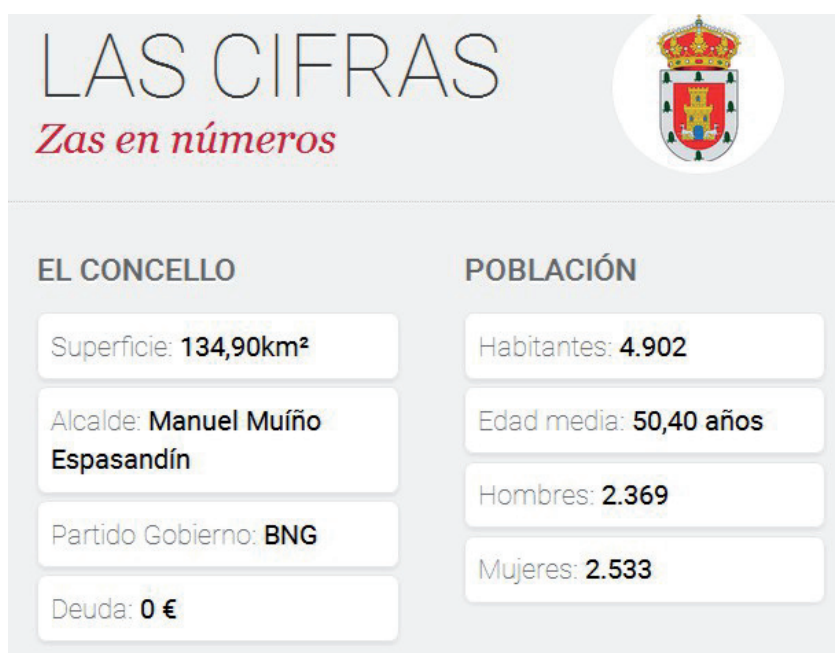 LAS CIFRAS
Zas en números
EL CONCELLO
Superficie: 134,90km²
Alcalde: Manuel Muíño
Espasandín
Partido Gobierno: BNG
Deuda: 0 €
POBLACIÓN
Habitantes: 4.902
Edad media: 50,40 años
Hombres: 2.369
Mujeres: 2.533